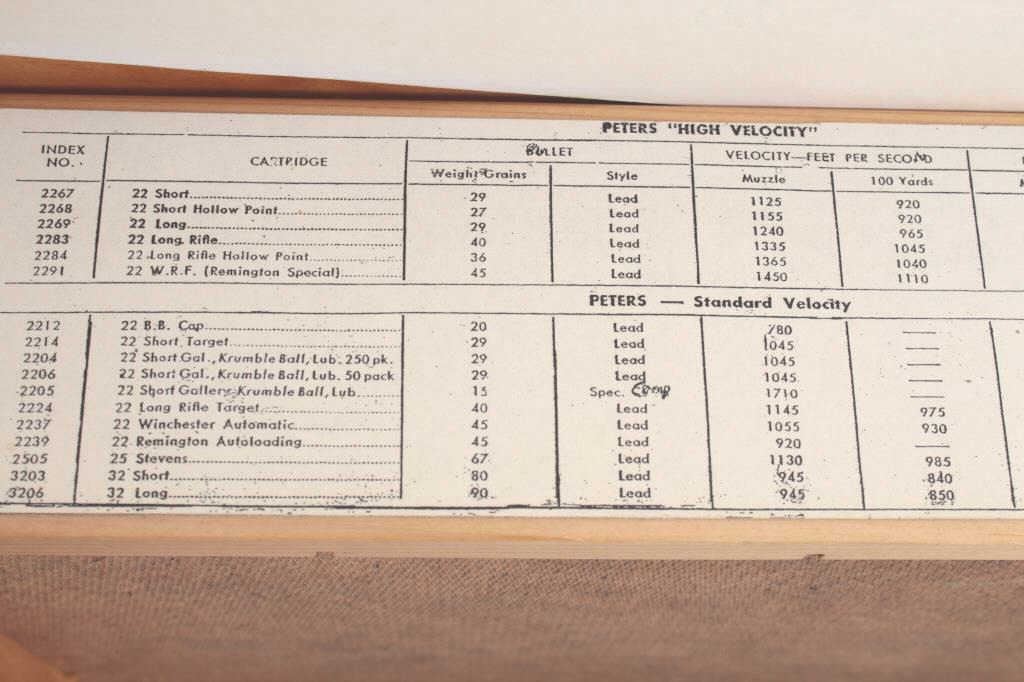 PETERS "HIGH VELOCITY"
INDEX NO. CARTRIDGE BULLET VELOCITY—FEET PER SECOND
Weight Grains Style Muzzle 100 Yards
2267 22 Short 29 Lead 1125 920
2268 22 Short Hollow Point 27 Lead 1155 920
2269 22 Long 29 Lead 1240 965
2283 22 Long Rifle 40 Lead 1335 1045
2284 22 Long Rifle Hollow Point 36 Lead 1365 1040
2291 22 W.R.F. (Remington Special) 45 Lead 1450 1110
PETERS — Standard Velocity
2212 22 B.B. Cap 20 Lead 780 —
2214 22 Short Target 29 Lead 1045 —
2204 22 Short Gal., Krumble Ball, Lub. 250 pk. 29 Lead 1045 —
2206 22 Short Gal., Krumble Ball, Lub. 50 pack 29 Lead 1045 —
2205 22 Short Gallery Krumble Ball, Lub. 15 Spec. Comp 1710 —
2224 22 Long Rifle Target 40 Lead 1145 975
2237 22 Winchester Automatic 45 Lead 1055 930
2239 22 Remington Autoloading 45 Lead 920 —
2505 25 Stevens 67 Lead 1130 985
3203 32 Short 80 Lead 945 840
3206 32 Long 90 Lead 945 850